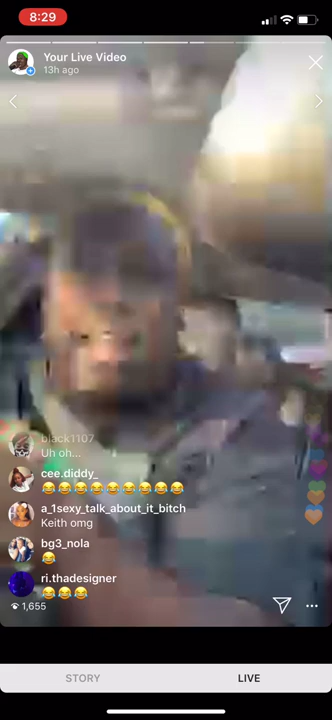 8:29
Your Live Video
13h ago
black1107
Uh oh...
cee.diddy_
😂😂😂😂😂😂😂😂😂
a_1sexy_talk_about_it_bitch
Keith omg
bg3_nola
😂
ri.thadesigner
😂😂😂
1,655
STORY
LIVE